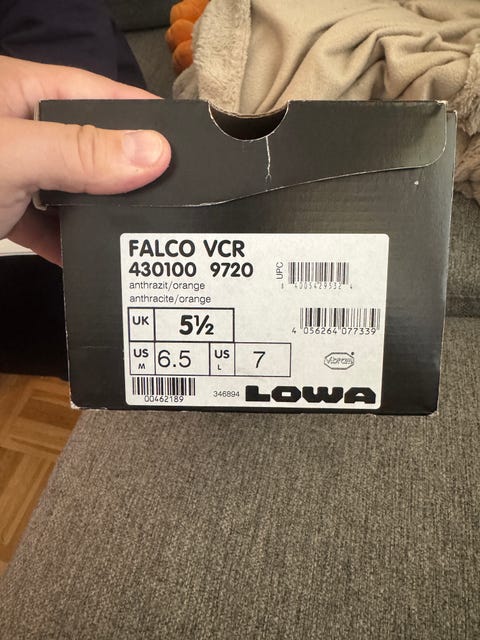 FALCO VCR
430100 9720
anthrazit/orange
anthracite/orange
UPC
UK 5½
4 056264 077339
US M 6.5 US L 7
vibram
00462189
346894 LOWA